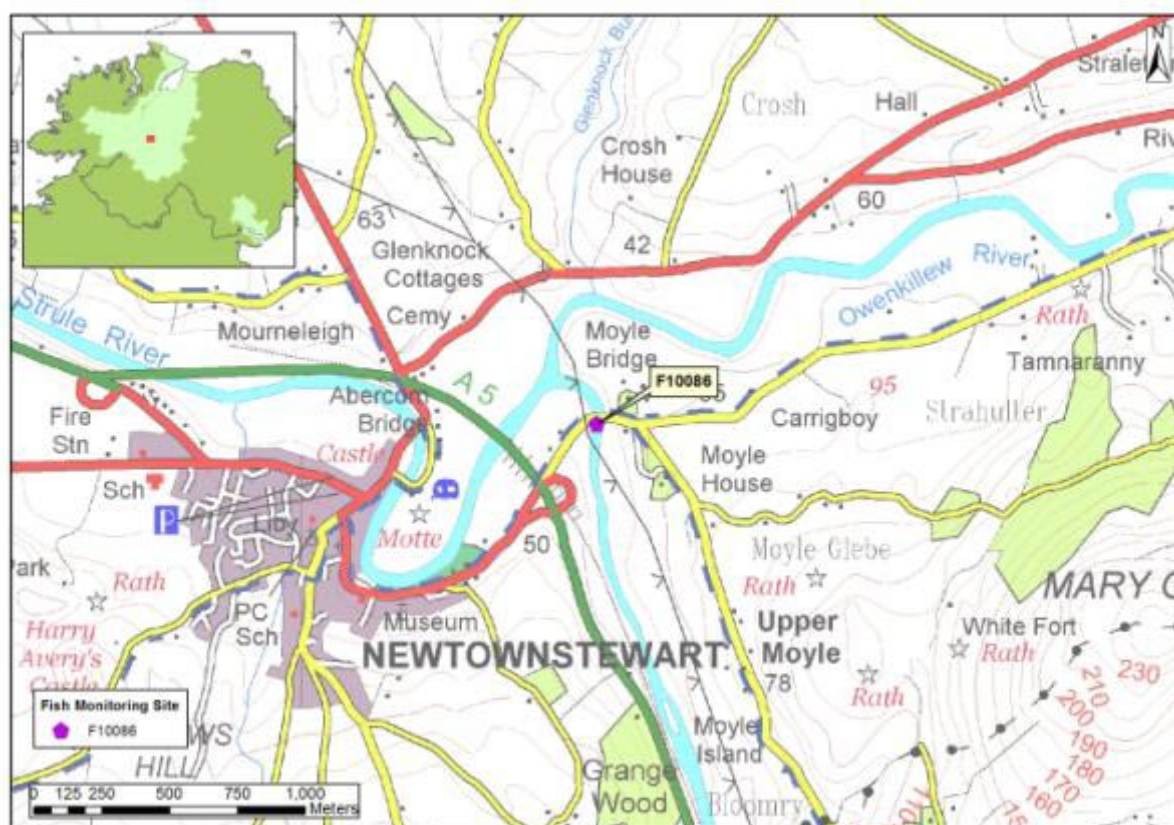 N
Glenknock Bu
Stralet
Hall
Crosh
Riv
Crosh
House
60
63
42
Glenknock
Cottages
Owenkillew River
Strule River
Mourneleigh
Cemy
Moyle
Bridge
Rath
Tamnaranny
F10086
A 5
95
Abercorn
Bridge
Carrigboy
Strahuller
Fire
Stn
Castle
Moyle
House
Sch
Liby
P
Motte
50
Moyle Glebe
Park
Rath
Rath
MARY G
PC
Sch
Museum
Upper
Moyle
White Fort
Rath
Harry
Avery's
Castle
NEWTOWNSTEWART
78
Rath
230
210
200
190
180
170
160
Fish Monitoring Site
F10086
WS
HILL
Moyle
Island
Grange
Wood
Bloomry
0 125 250 500 750 1,000
Meters